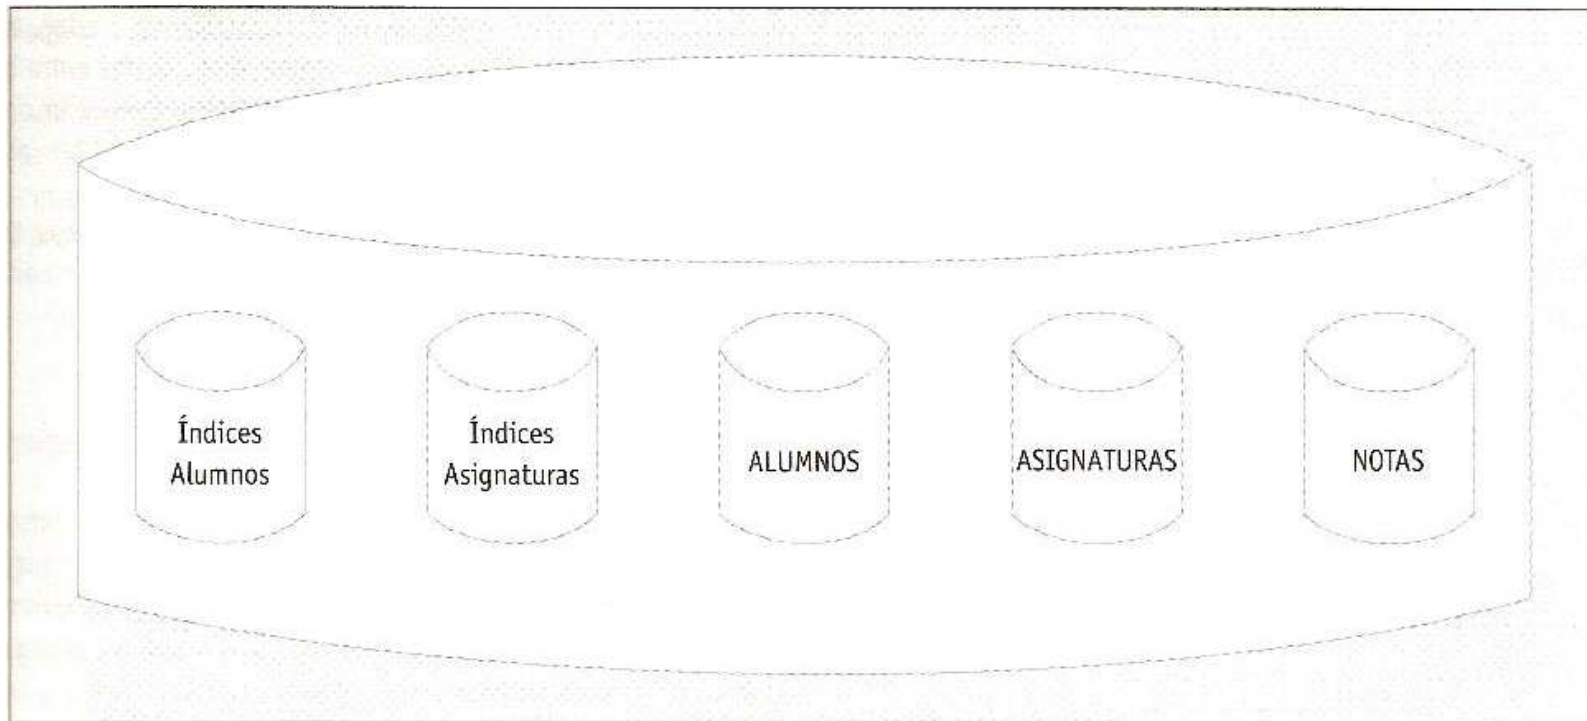 Índices
Alumnos
Índices
Asignaturas
ALUMNOS
ASIGNATURAS
NOTAS